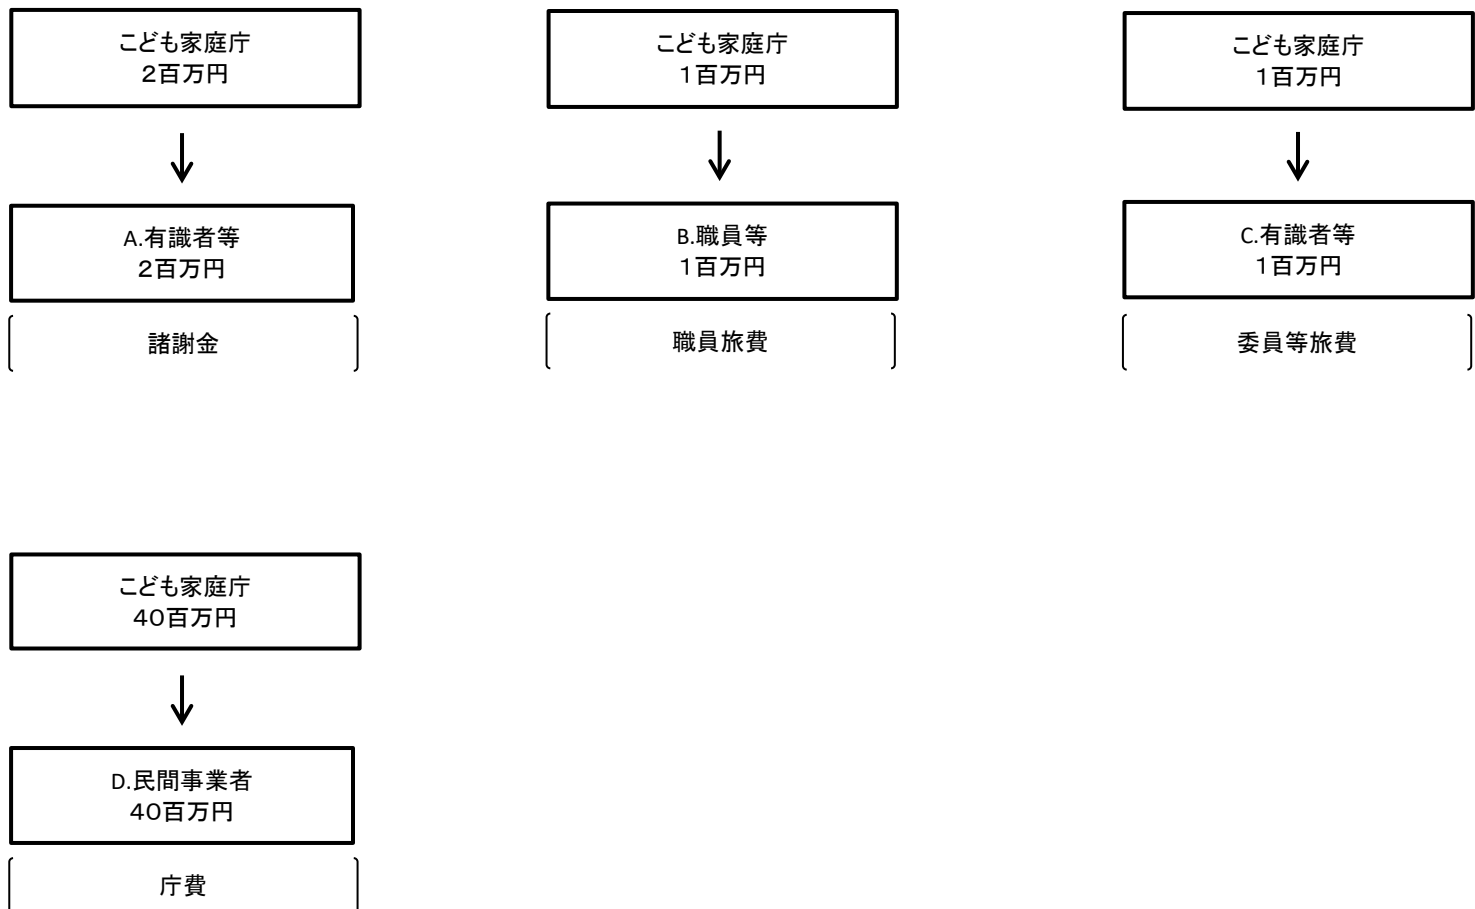 こども家庭庁
２百万円
こども家庭庁
１百万円
こども家庭庁
１百万円
A.有識者等
２百万円
B.職員等
１百万円
C.有識者等
１百万円
諸謝金
職員旅費
委員等旅費
こども家庭庁
４０百万円
D.民間事業者
４０百万円
庁費